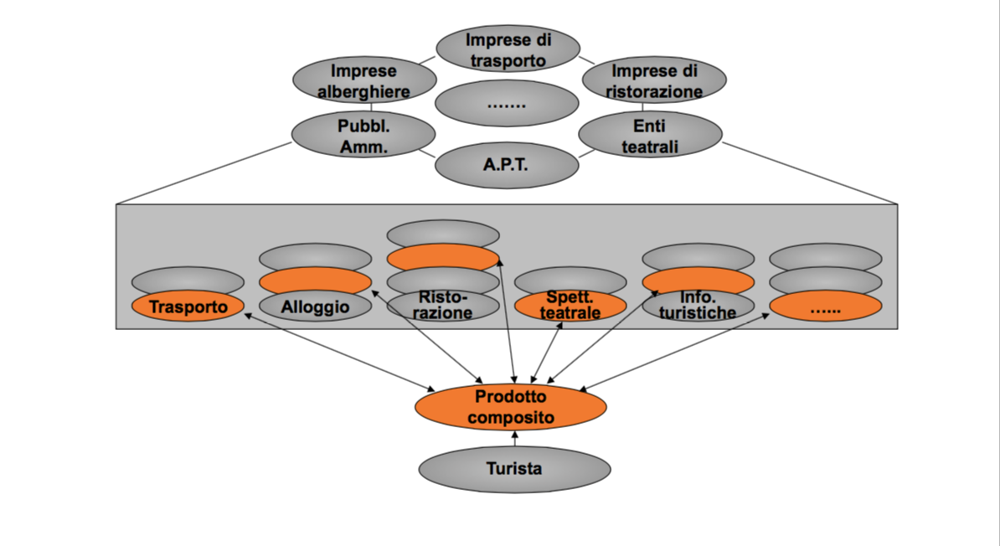 Imprese di
trasporto
Imprese
alberghiere
Imprese di
ristorazione
.......
Pubbl.
Amm.
Enti
teatrali
A.P.T.
Trasporto
Alloggio
Risto-
razione
Spett.
teatrale
Info.
turistiche
......
Prodotto
composito
Turista